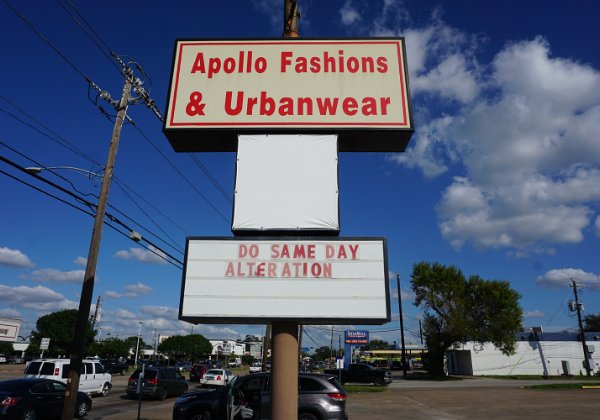 Apollo Fashions
& Urbanwear
DO SAME DAY
ALTERATION